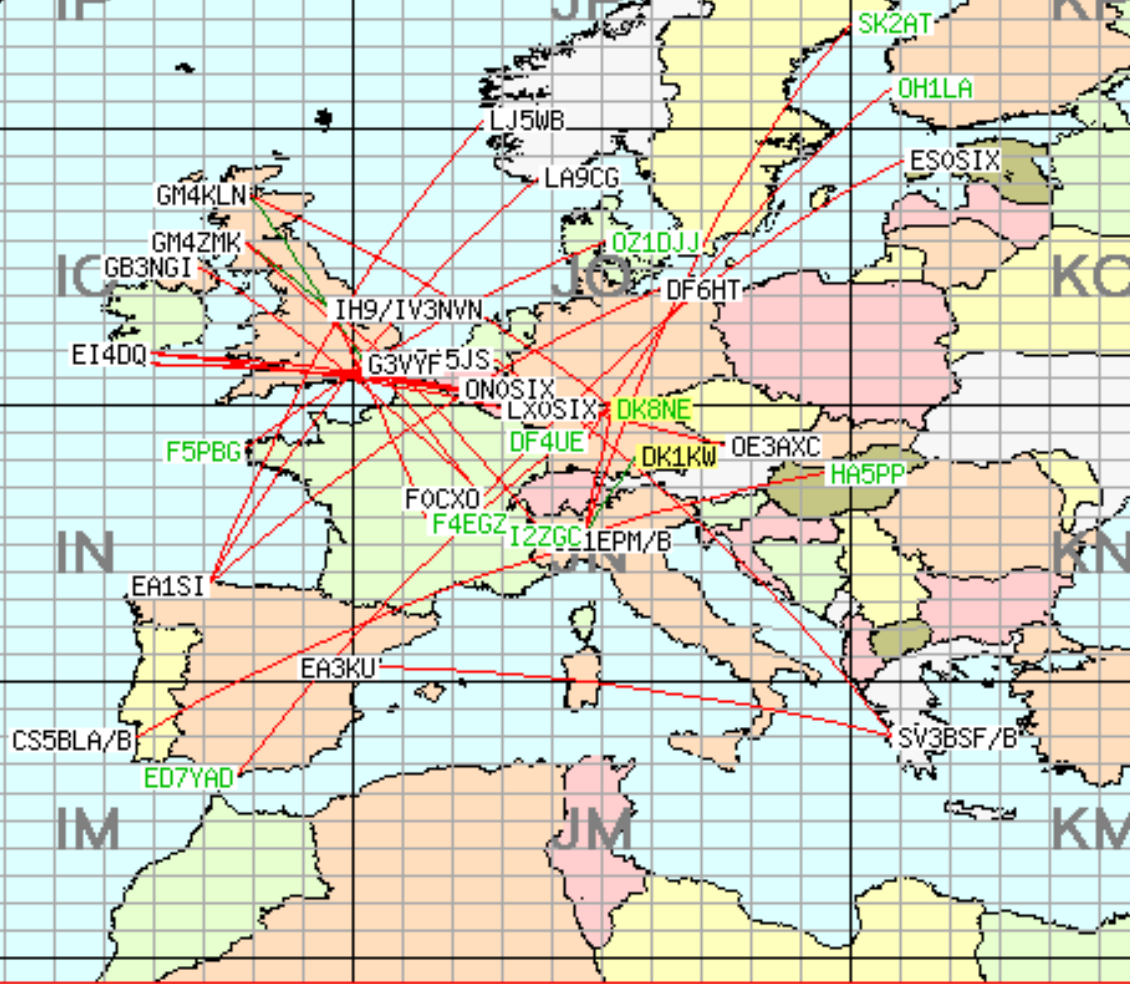 IP
JP
KP
SK2AT
OH1LA
LJ5WB
ES0SIX
LA9CG
GM4KLN
GM4ZMK
OZ1DJJ
GB3NGI
IO
JO
KO
DF6HT
IH9/IV3NVN
EI4DQ
G3VYF
5JS
ON0SIX
LX0SIX
DK8NE
DF4UE
OE3AXC
F5PBG
DK1KW
HA5PP
F0CXO
F4EGZ
I2ZGC
1EPM/B
IN
JN
KN
EA1SI
EA3KU
CS5BLA/B
SV3BSF/B
ED7YAD
IM
JM
KM